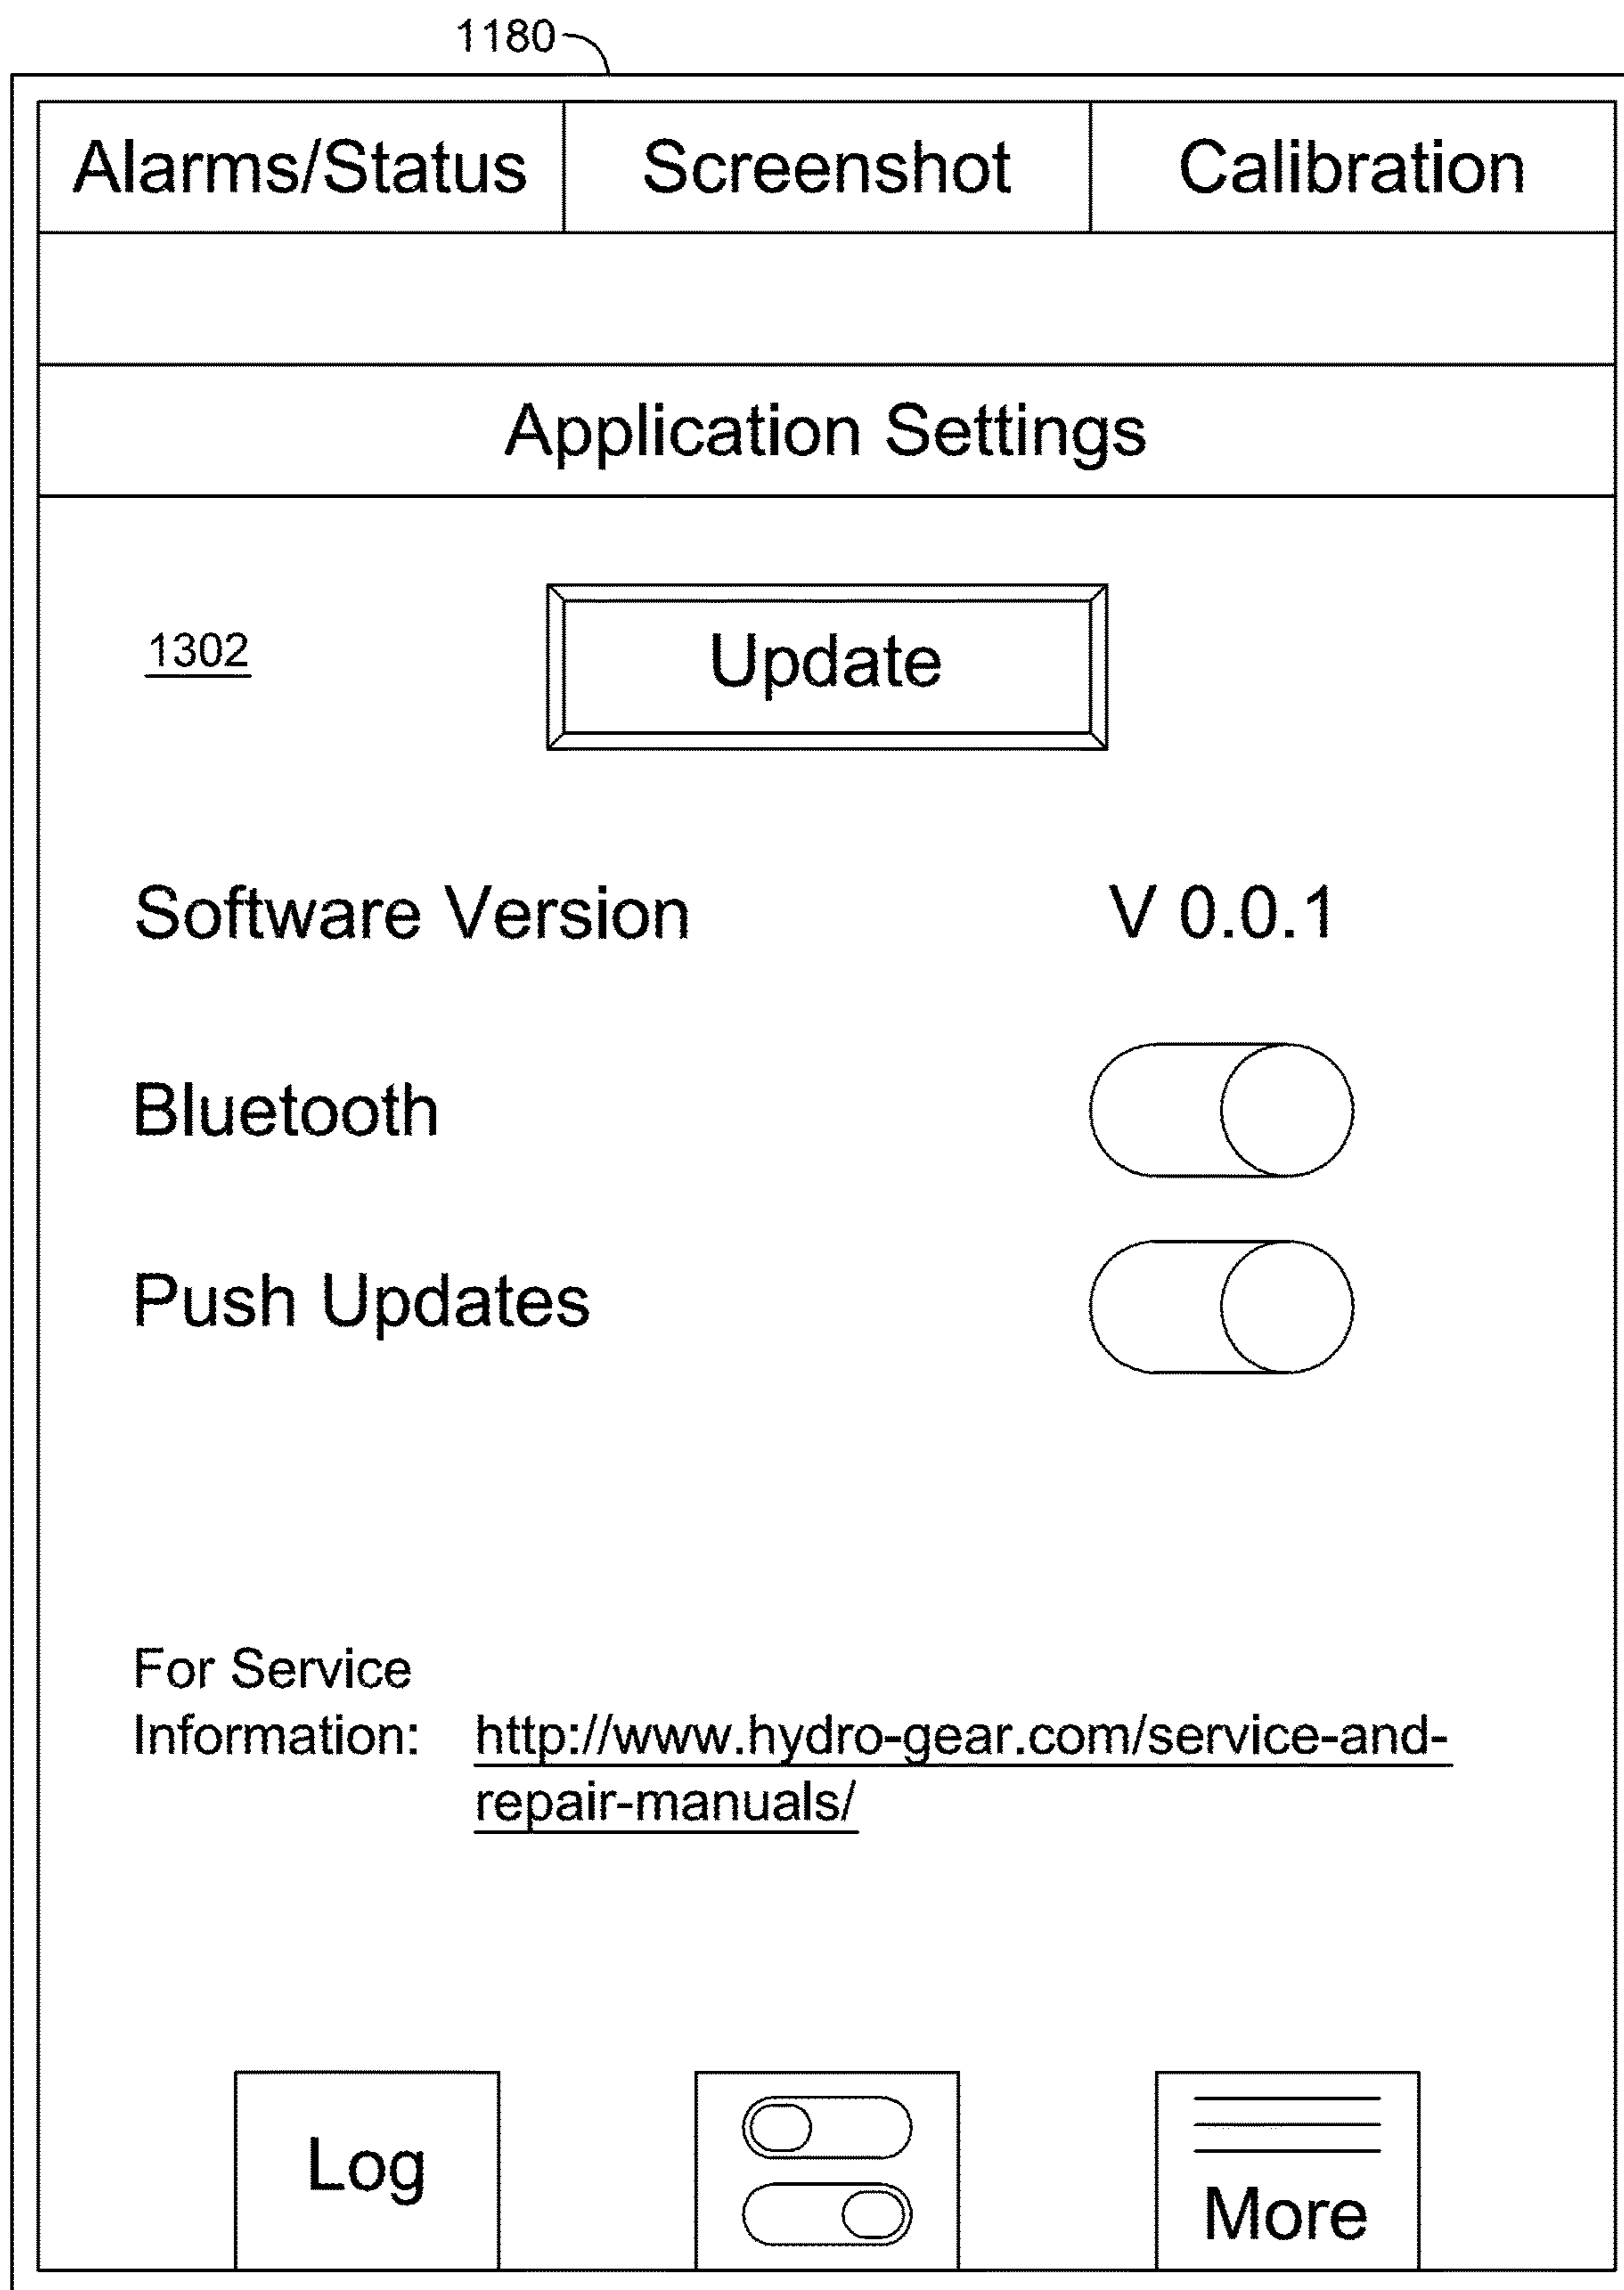 1180
Alarms/Status Screenshot Calibration
Application Settings
1302 Update
Software Version V 0.0.1
Bluetooth
Push Updates
For Service
Information: http://www.hydro-gear.com/service-and-
repair-manuals/
Log
More